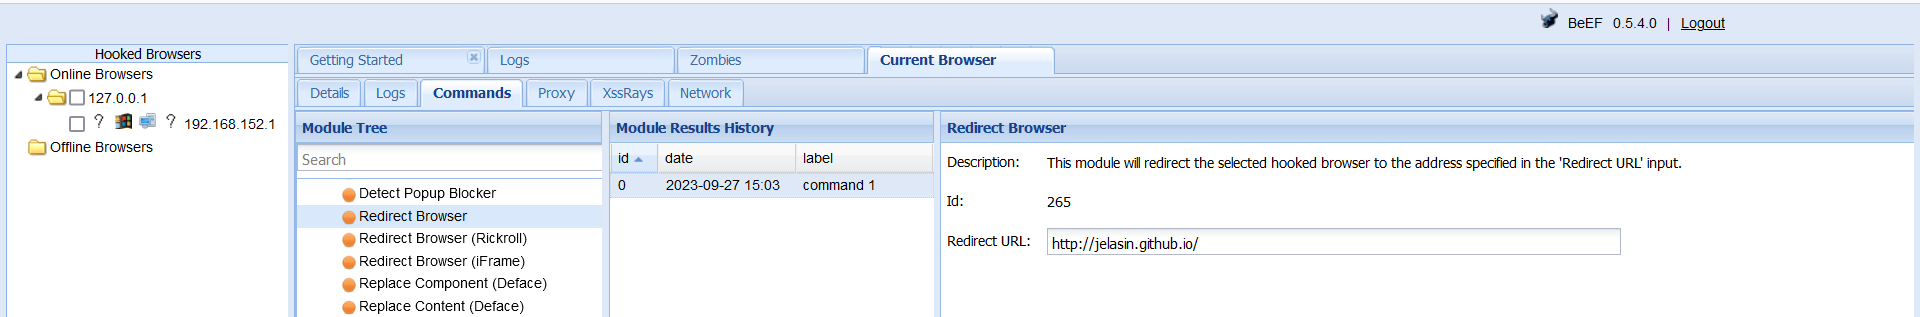 BeEF 0.5.4.0 | Logout
Hooked Browsers
Online Browsers
127.0.0.1
? ? 192.168.152.1
Offline Browsers
Getting Started
Logs
Zombies
Current Browser
Details
Logs
Commands
Proxy
XssRays
Network
Module Tree
Search
Detect Popup Blocker
Redirect Browser
Redirect Browser (Rickroll)
Redirect Browser (iFrame)
Replace Component (Deface)
Replace Content (Deface)
Module Results History
id date label
0 2023-09-27 15:03 command 1
Redirect Browser
Description: This module will redirect the selected hooked browser to the address specified in the 'Redirect URL' input.
Id: 265
Redirect URL: http://jelasin.github.io/